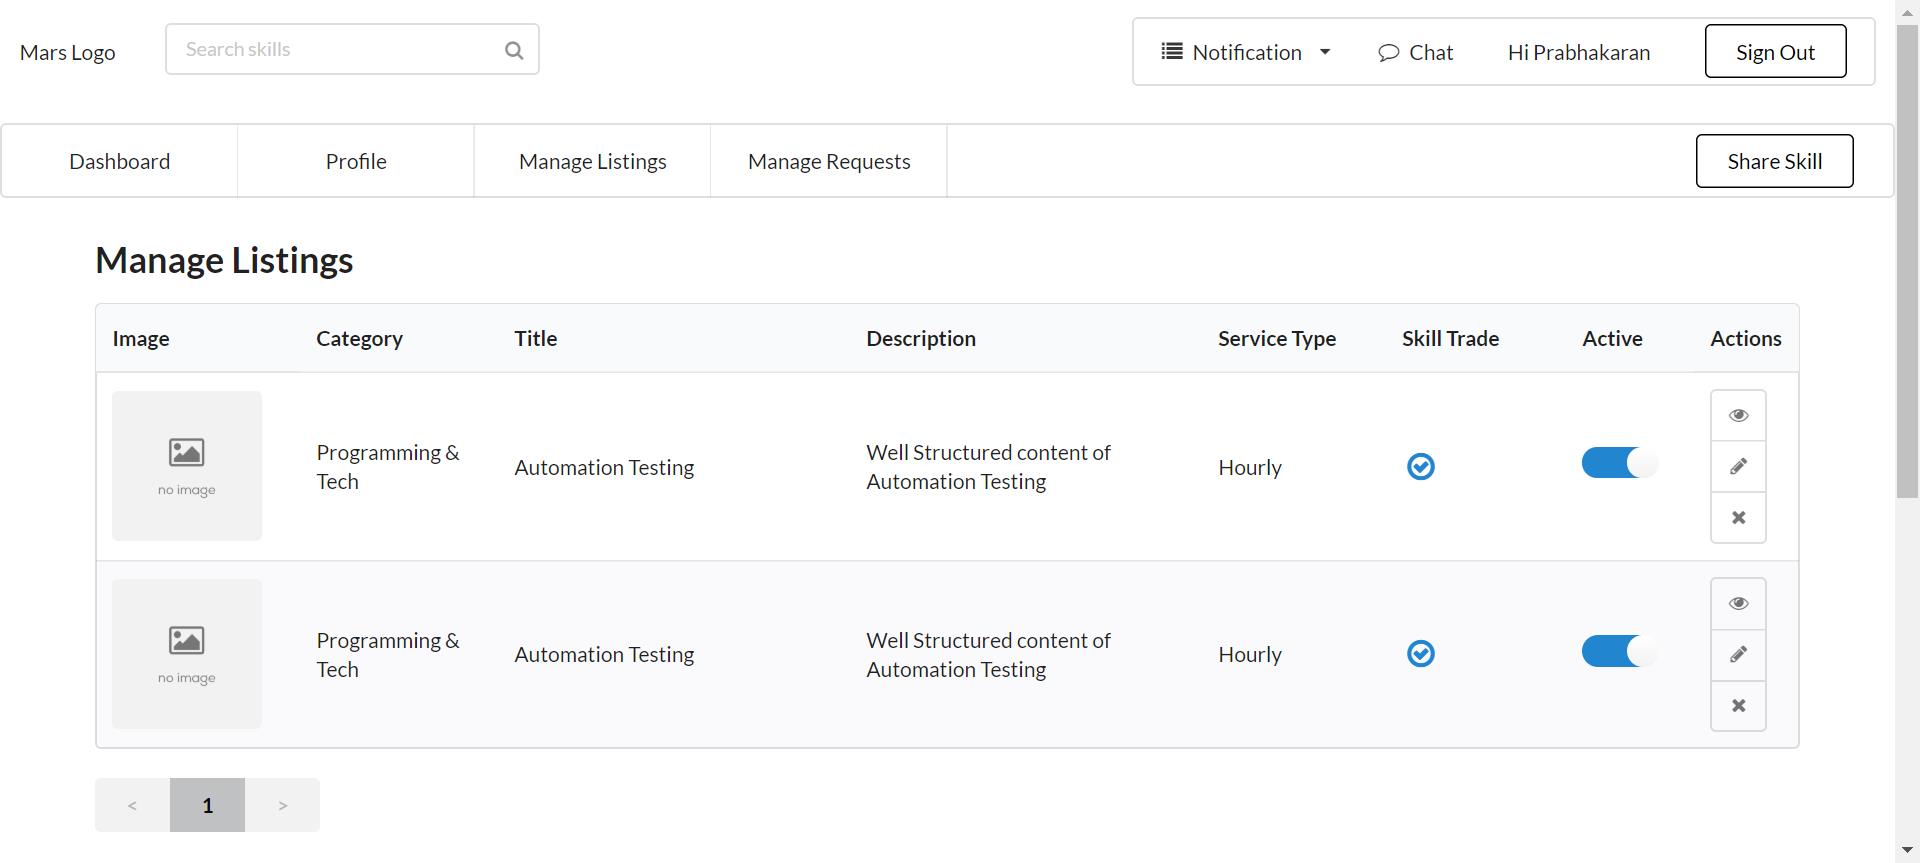 Mars Logo
Search skills
Notification
Chat
Hi Prabhakaran
Sign Out
Dashboard
Profile
Manage Listings
Manage Requests
Share Skill
Manage Listings
Image
Category
Title
Description
Service Type
Skill Trade
Active
Actions
no image
Programming &
Tech
Automation Testing
Well Structured content of
Automation Testing
Hourly
no image
Programming &
Tech
Automation Testing
Well Structured content of
Automation Testing
Hourly
<
1
>